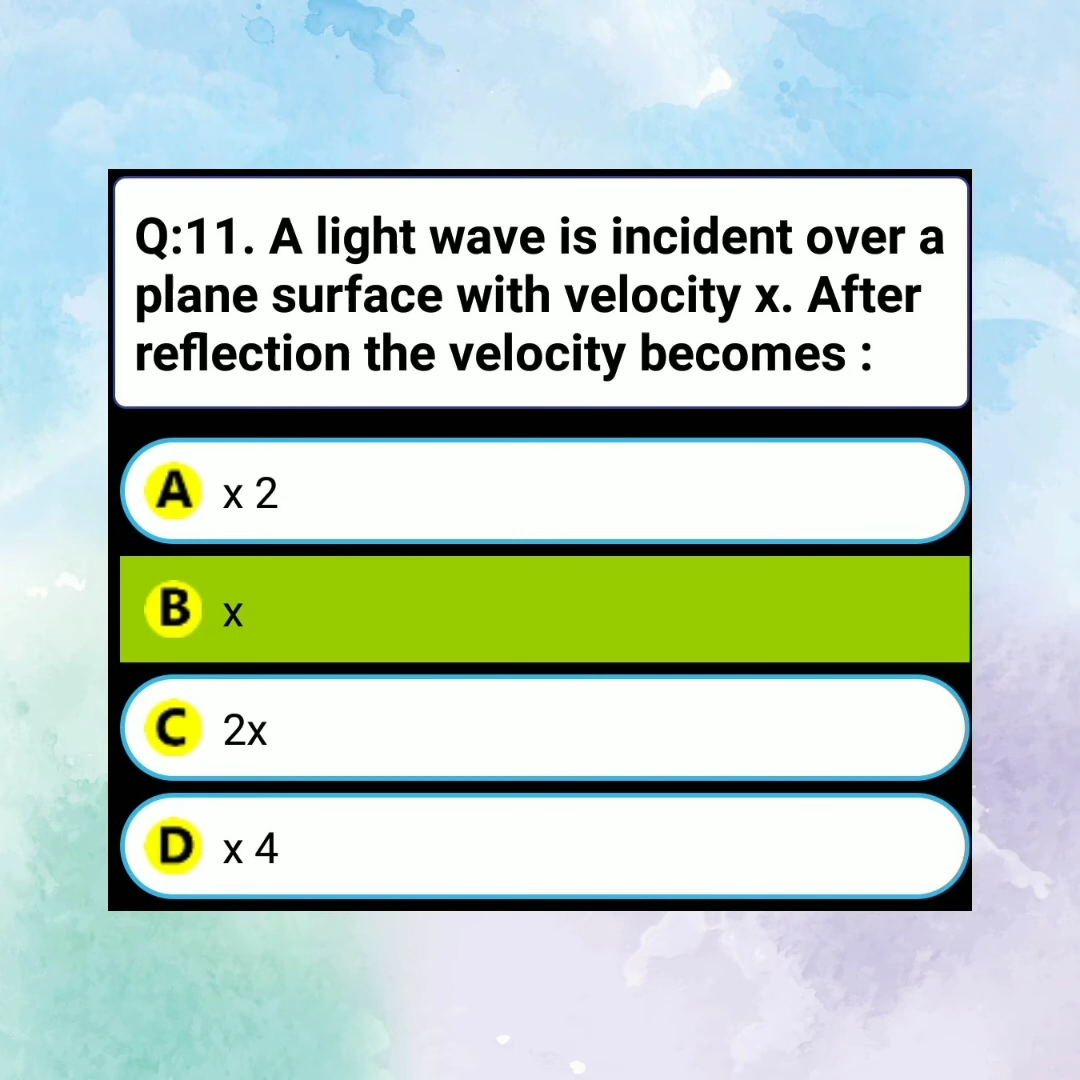 Q:11. A light wave is incident over a
plane surface with velocity x. After
reflection the velocity becomes :
A x 2
B x
C 2x
D x 4